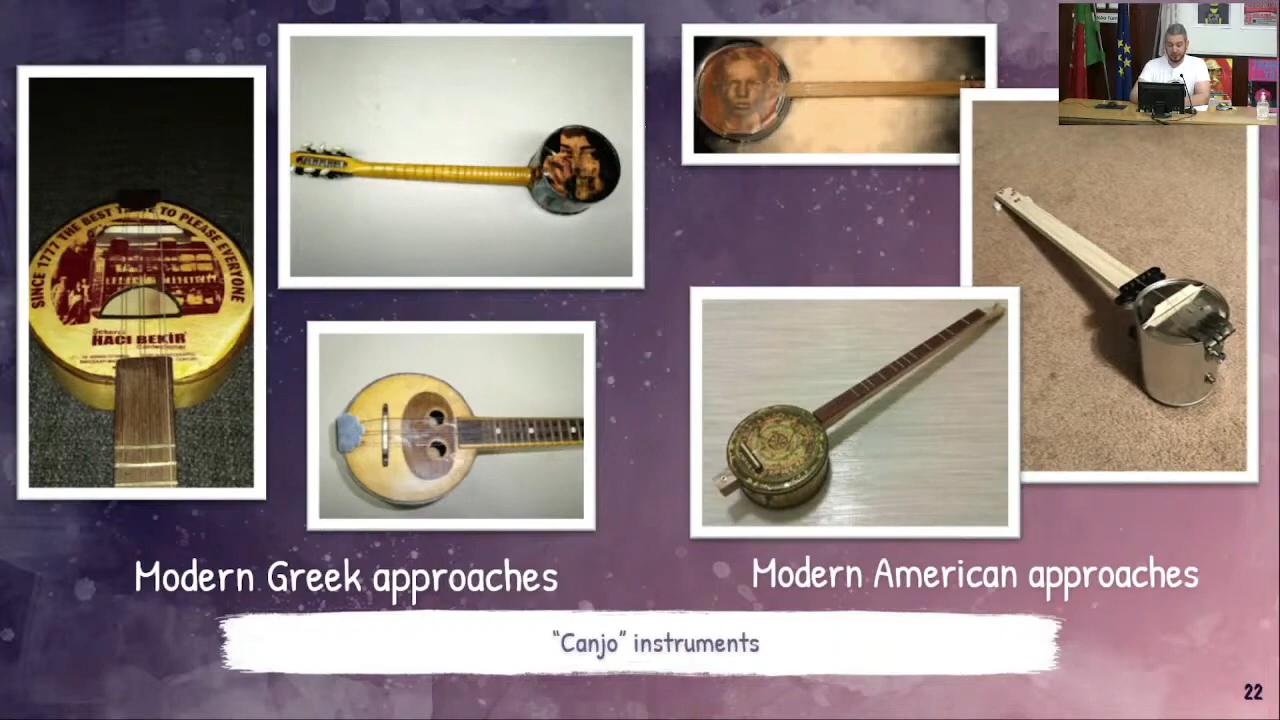 SINCE 1777 THE BEST TO PLEASE EVERYONE
HACI BEKİR
Modern Greek approaches
Modern American approaches
“Canjo” instruments
22